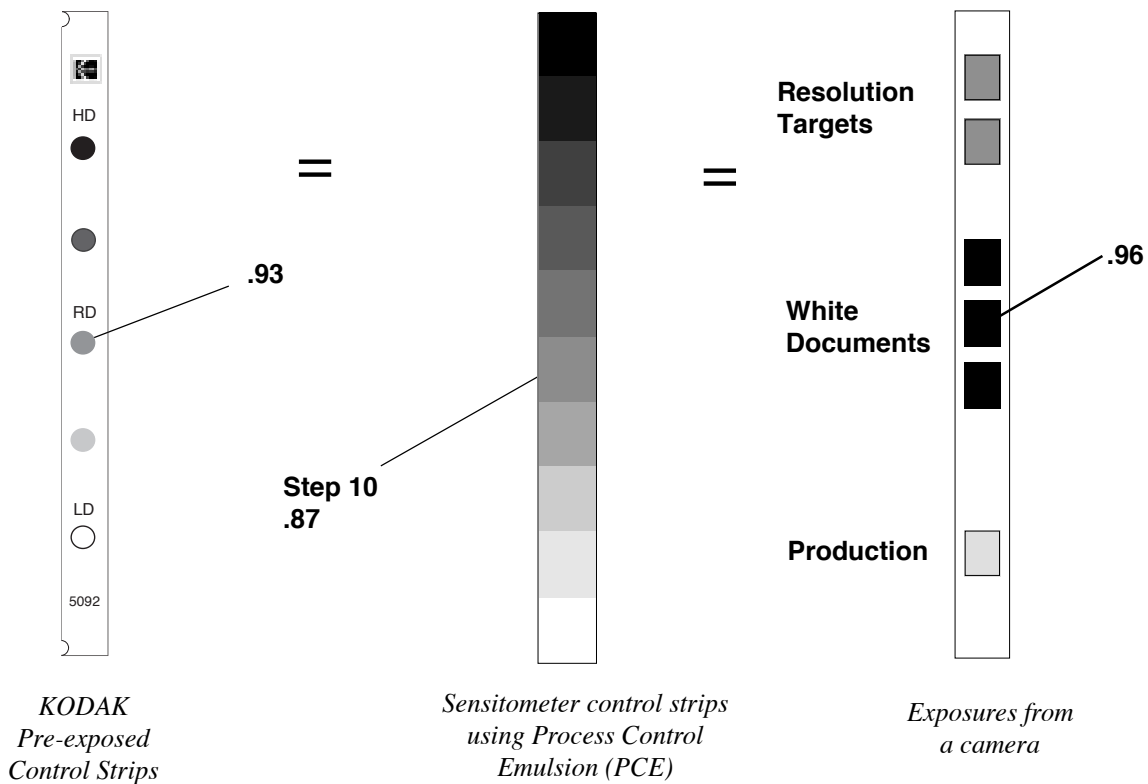 HD
RD
LD
5092
.93
=
Step 10
.87
=
Resolution
Targets
White
Documents
Production
.96
KODAK
Pre-exposed
Control Strips
Sensitometer control strips
using Process Control
Emulsion (PCE)
Exposures from
a camera